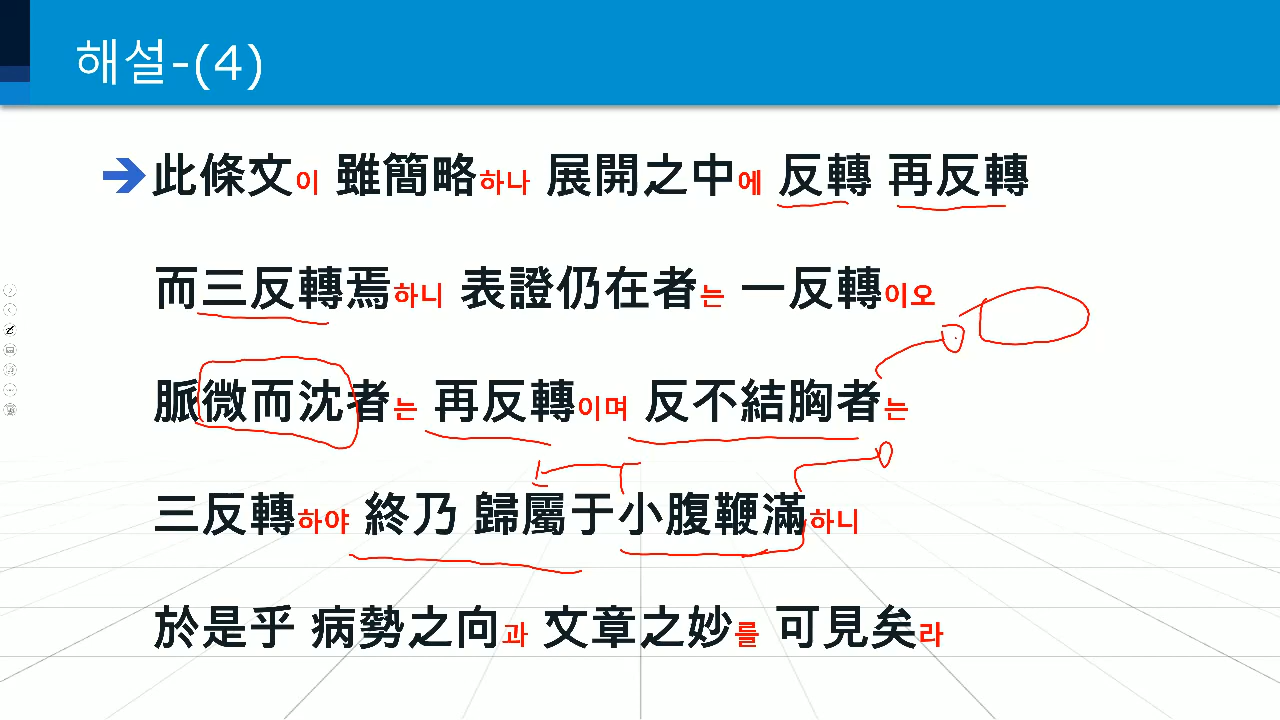 해설-(4)
➔此條文이 雖簡略하나 展開之中에 反轉 再反轉
而三反轉焉하니 表證仍在者는 一反轉이오
脈微而沈者는 再反轉이며 反不結胸者는
三反轉하야 終乃 歸屬于小腹鞕滿하니
於是乎 病勢之向과 文章之妙를 可見矣라